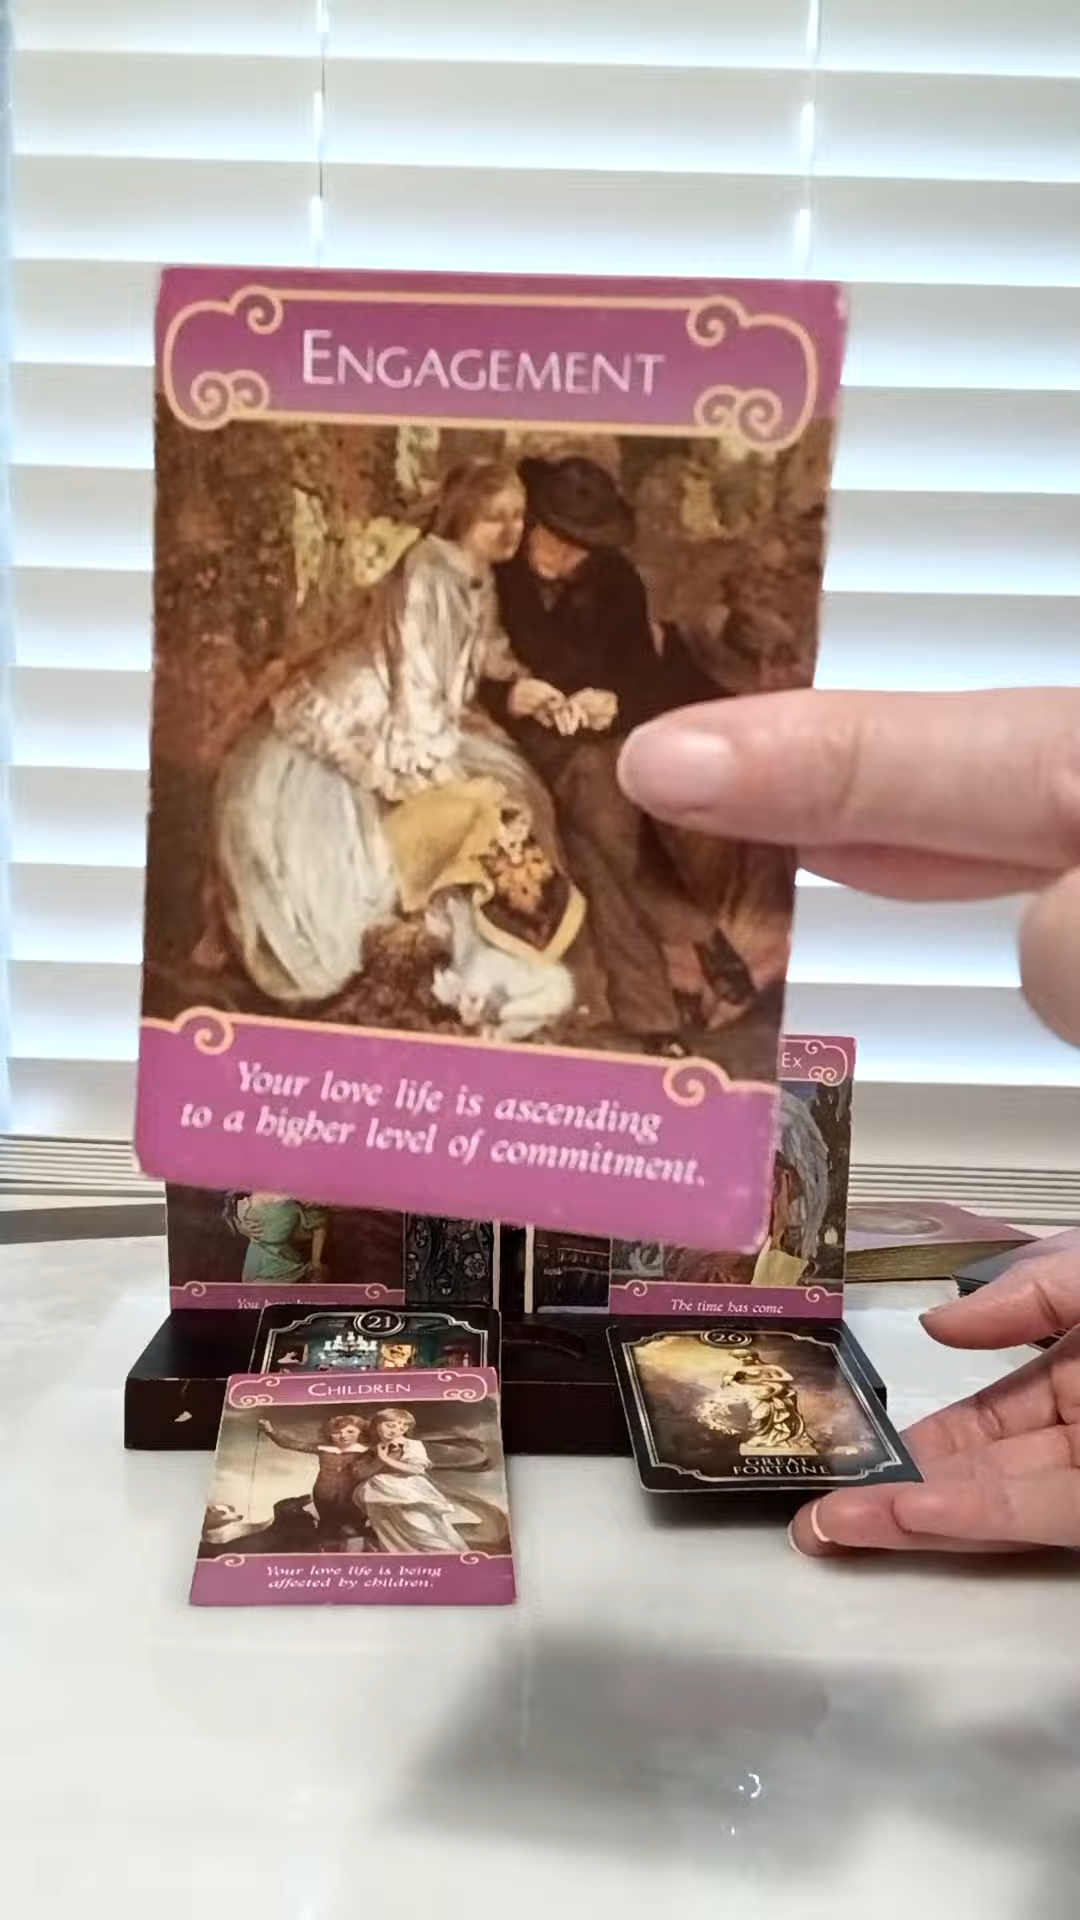 ENGAGEMENT
Your love life is ascending
to a higher level of commitment.
Ex
You
The time has come
21
26
CHILDREN
GREAT
FORTUNE
Your love life is being
affected by children.